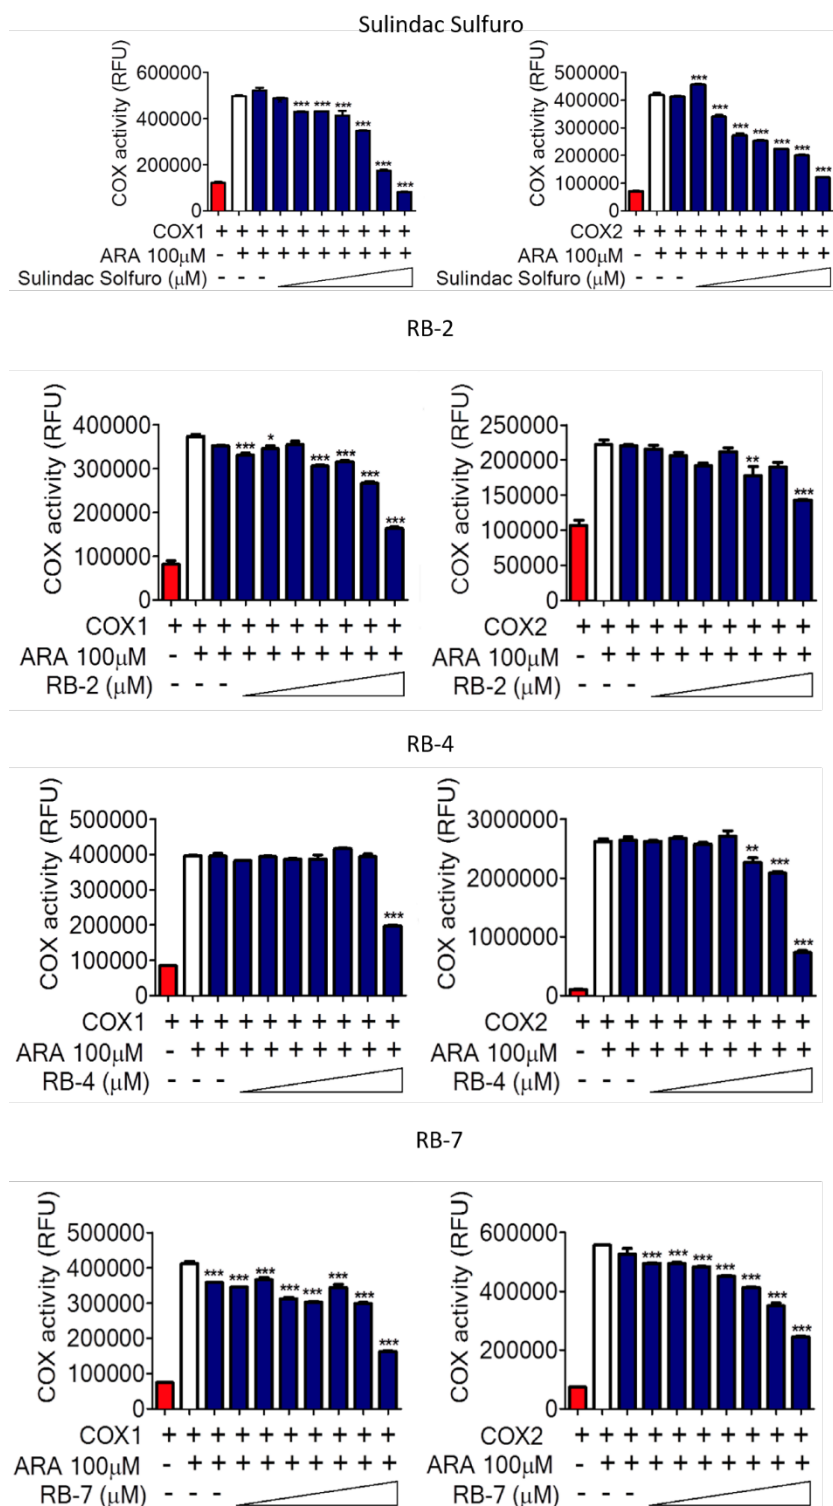 Sulindac Sulfuro
COX activity (RFU)
600000
400000
200000
0
*** *** *** *** *** ***
COX1 + + + + + + + + + +
ARA 100μM - + + + + + + + + +
Sulindac Solfuro (μM) - - -
COX activity (RFU)
500000
400000
300000
200000
100000
0
*** *** *** *** *** *** ***
COX2 + + + + + + + + + +
ARA 100μM - + + + + + + + + +
Sulindac Solfuro (μM) - - -
RB-2
COX activity (RFU)
400000
300000
200000
100000
0
*** * *** *** *** ***
COX1 + + + + + + + + + +
ARA 100μM - + + + + + + + + +
RB-2 (μM) - - -
COX activity (RFU)
250000
200000
150000
100000
50000
0
** ***
COX2 + + + + + + + + + +
ARA 100μM - + + + + + + + + +
RB-2 (μM) - - -
RB-4
COX activity (RFU)
500000
400000
300000
200000
100000
0
***
COX1 + + + + + + + + + +
ARA 100μM - + + + + + + + + +
RB-4 (μM) - - -
COX activity (RFU)
3000000
2000000
1000000
0
** *** ***
COX2 + + + + + + + + + +
ARA 100μM - + + + + + + + + +
RB-4 (μM) - - -
RB-7
COX activity (RFU)
500000
400000
300000
200000
100000
0
*** *** *** *** *** *** *** ***
COX1 + + + + + + + + + +
ARA 100μM - + + + + + + + + +
RB-7 (μM) - - -
COX activity (RFU)
600000
400000
200000
0
*** *** *** *** *** *** ***
COX2 + + + + + + + + + +
ARA 100μM - + + + + + + + + +
RB-7 (μM) - - -